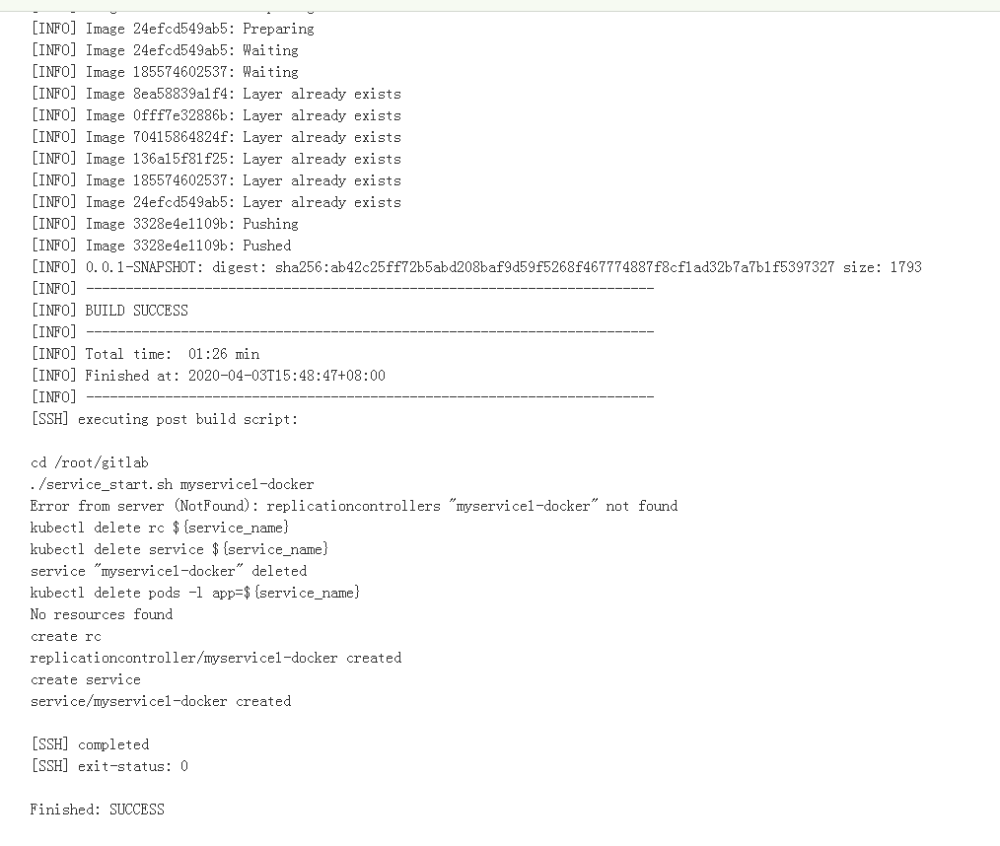 [INFO] Image 24efcd549ab5: Preparing
[INFO] Image 24efcd549ab5: Waiting
[INFO] Image 185574602537: Waiting
[INFO] Image 8ea58839a1f4: Layer already exists
[INFO] Image 0fff7e32886b: Layer already exists
[INFO] Image 70415864824f: Layer already exists
[INFO] Image 136a15f81f25: Layer already exists
[INFO] Image 185574602537: Layer already exists
[INFO] Image 24efcd549ab5: Layer already exists
[INFO] Image 3328e4e1109b: Pushing
[INFO] Image 3328e4e1109b: Pushed
[INFO] 0.0.1-SNAPSHOT: digest: sha256:ab42c25ff72b5abd208baf9d59f5268f467774887f8cf1ad32b7a7b1f5397327 size: 1793
[INFO] ------------------------------------------------------------------------
[INFO] BUILD SUCCESS
[INFO] ------------------------------------------------------------------------
[INFO] Total time:  01:26 min
[INFO] Finished at: 2020-04-03T15:48:47+08:00
[INFO] ------------------------------------------------------------------------
[SSH] executing post build script:
cd /root/gitlab
./service_start.sh myservice1-docker
Error from server (NotFound): replicationcontrollers "myservice1-docker" not found
kubectl delete rc ${service_name}
kubectl delete service ${service_name}
service "myservice1-docker" deleted
kubectl delete pods -l app=${service_name}
No resources found
create rc
replicationcontroller/myservice1-docker created
create service
service/myservice1-docker created
[SSH] completed
[SSH] exit-status: 0
Finished: SUCCESS